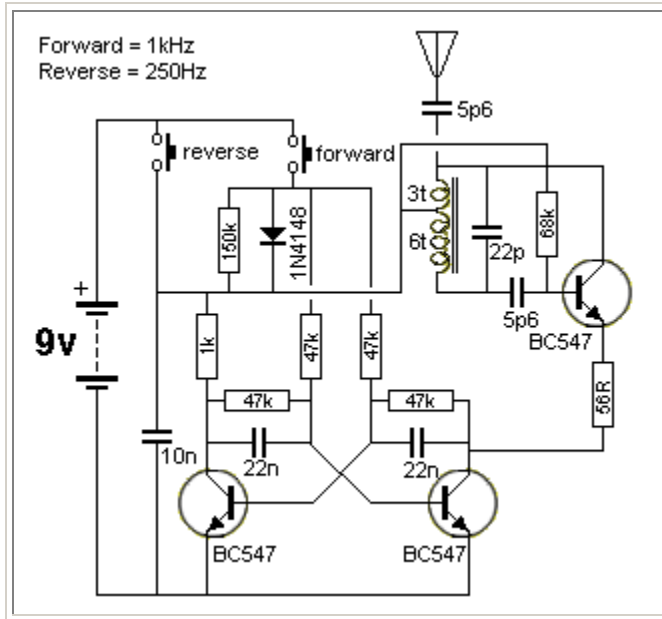 Forward = 1kHz
Reverse = 250Hz
5p6
reverse
forward
3t
6t
150k
1N4148
22p
68k
5p6
BC547
+
9v
1k
47k
47k
56R
47k
47k
10n
22n
22n
BC547
BC547